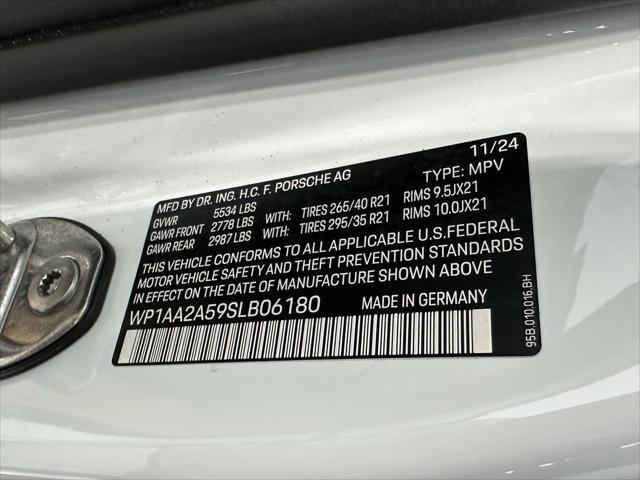 11/24
MFD BY DR. ING. H.C. F. PORSCHE AG TYPE: MPV
GVWR 5534 LBS
GAWR FRONT 2778 LBS WITH: TIRES 265/40 R21 RIMS 9.5JX21
GAWR REAR 2987 LBS WITH: TIRES 295/35 R21 RIMS 10.0JX21
THIS VEHICLE CONFORMS TO ALL APPLICABLE U.S.FEDERAL
MOTOR VEHICLE SAFETY AND THEFT PREVENTION STANDARDS
IN EFFECT ON THE DATE OF MANUFACTURE SHOWN ABOVE
WP1AA2A59SLB06180 MADE IN GERMANY
95B.010.016.BH